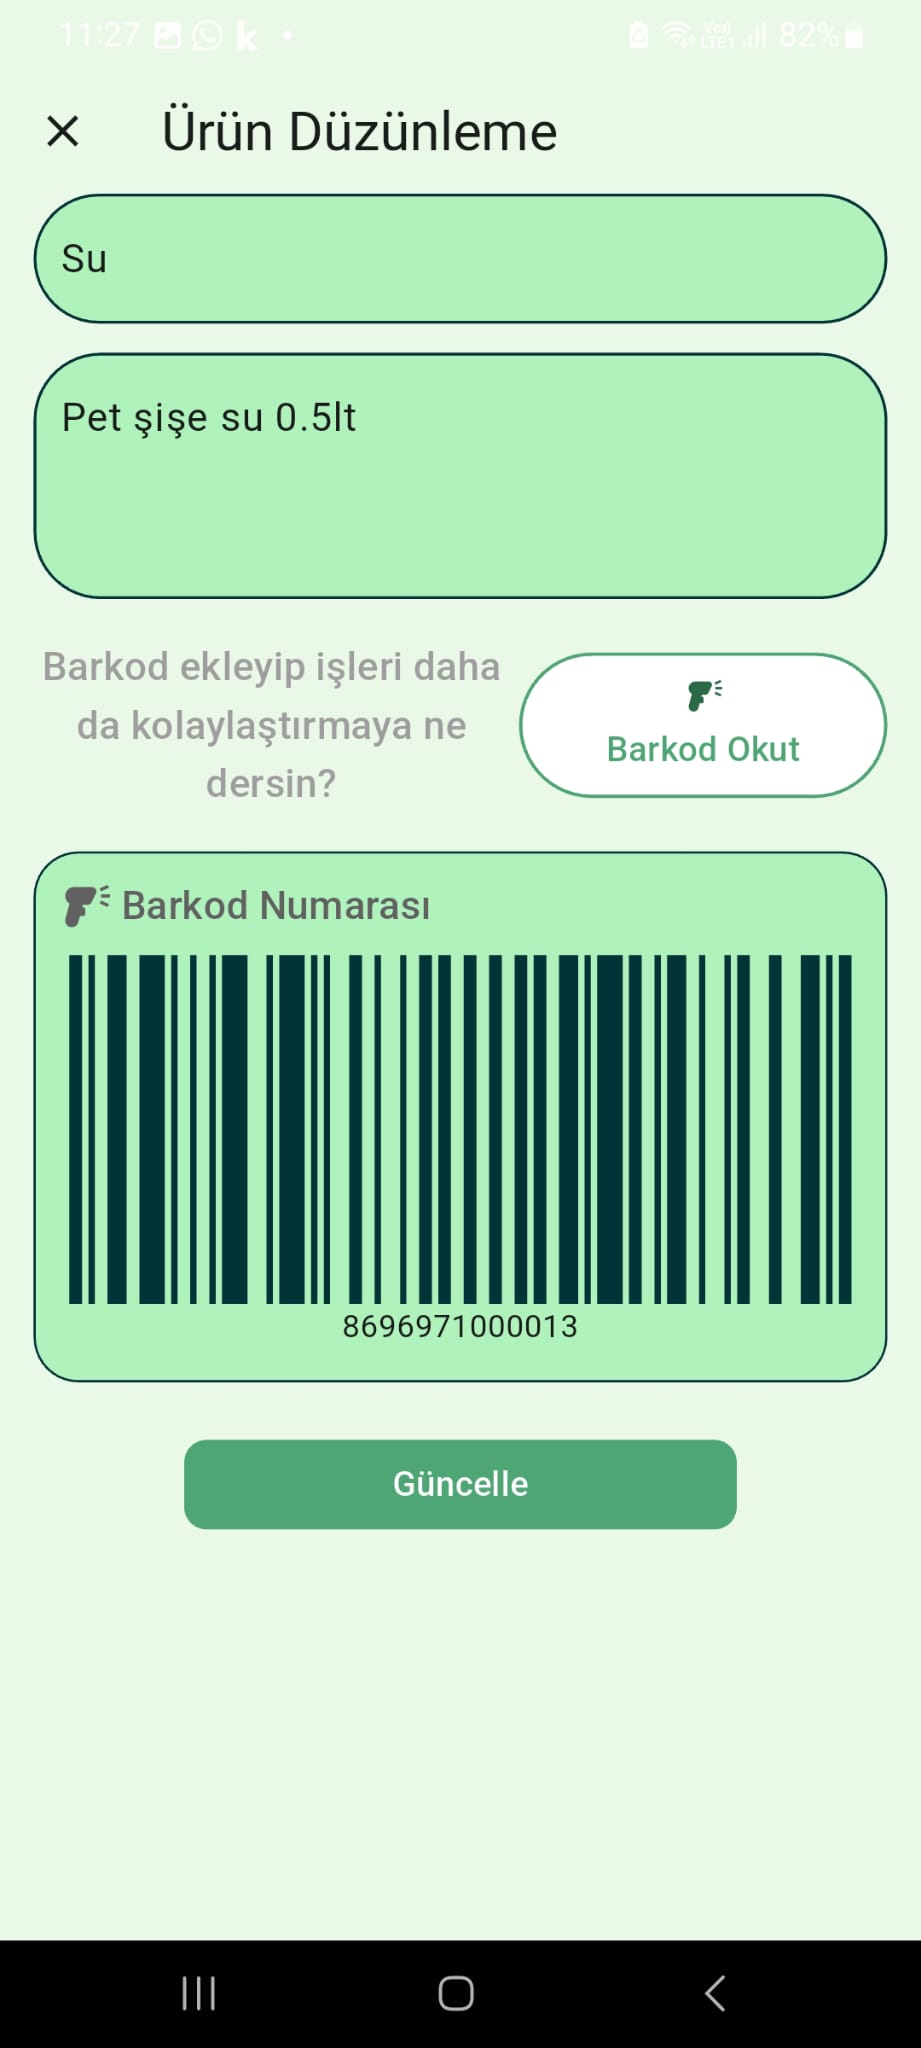 11:27
Vo))
LTE1
82%
Ürün Düzünleme
Su
Pet şişe su 0.5lt
Barkod ekleyip işleri daha
da kolaylaştırmaya ne
dersin?
Barkod Okut
Barkod Numarası
8696971000013
Güncelle